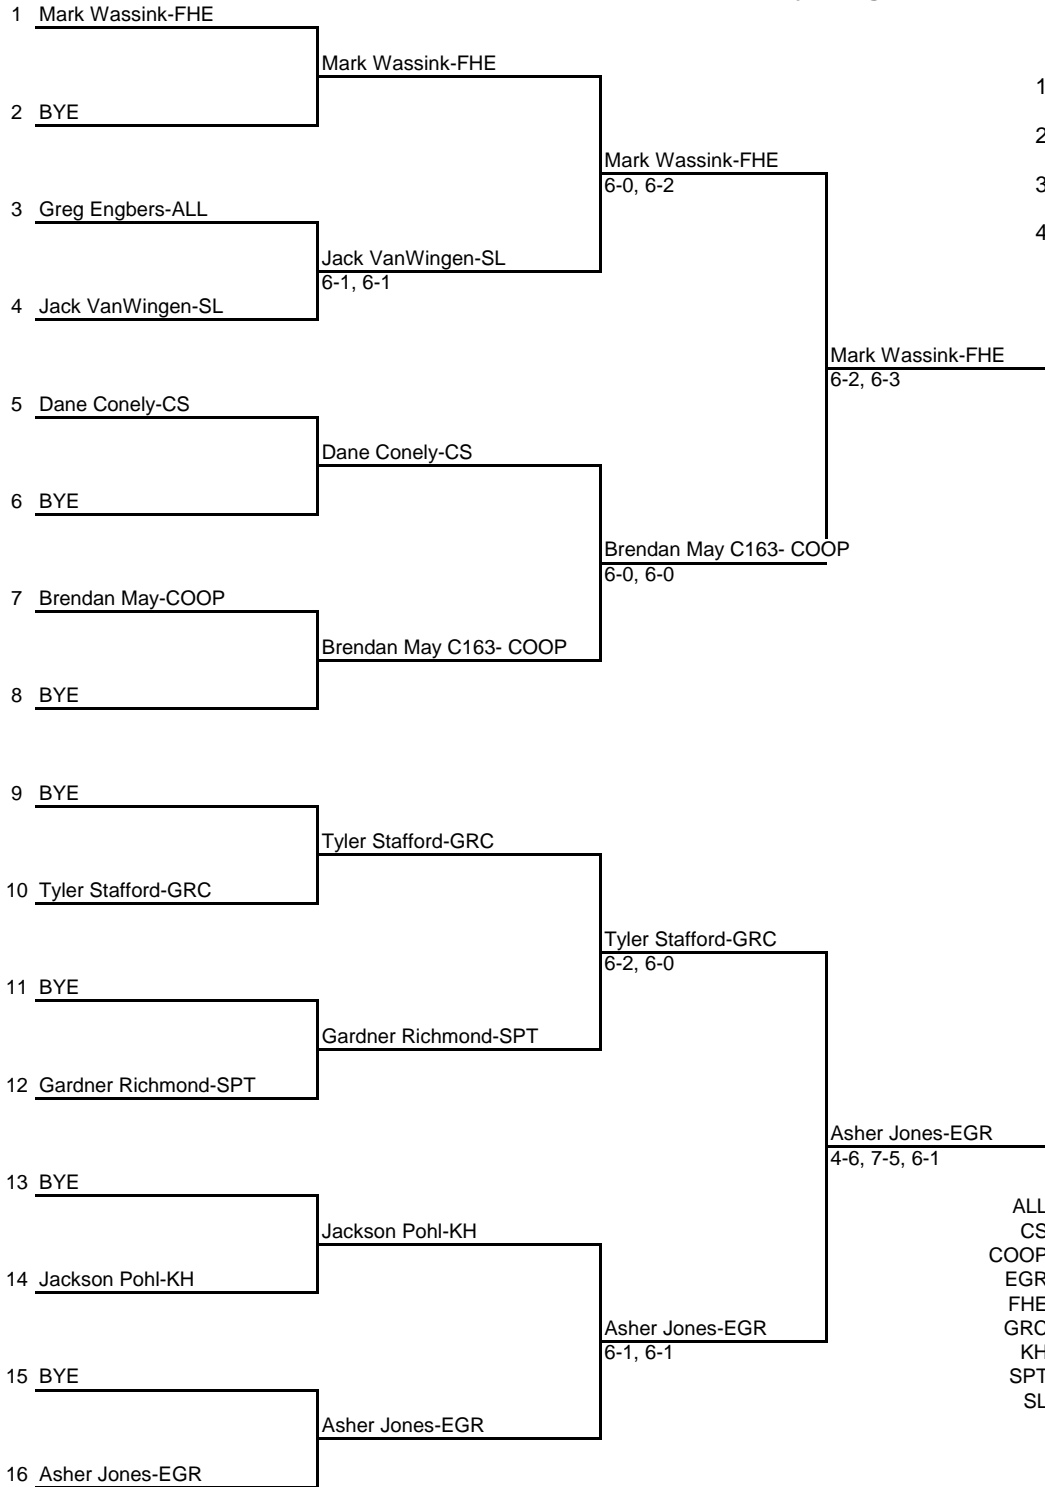 1 Mark Wassink-FHE
Mark Wassink-FHE
1
2 BYE
2
Mark Wassink-FHE
6-0, 6-2
3
3 Greg Engbers-ALL
4
Jack VanWingen-SL
6-1, 6-1
4 Jack VanWingen-SL
Mark Wassink-FHE
6-2, 6-3
5 Dane Conely-CS
Dane Conely-CS
6 BYE
Brendan May C163- COOP
6-0, 6-0
7 Brendan May-COOP
Brendan May C163- COOP
8 BYE
9 BYE
Tyler Stafford-GRC
10 Tyler Stafford-GRC
Tyler Stafford-GRC
6-2, 6-0
11 BYE
Gardner Richmond-SPT
12 Gardner Richmond-SPT
Asher Jones-EGR
4-6, 7-5, 6-1
13 BYE
ALL
Jackson Pohl-KH
CS
COOP
14 Jackson Pohl-KH
EGR
FHE
Asher Jones-EGR
GRC
6-1, 6-1
KH
15 BYE
SPT
SL
Asher Jones-EGR
16 Asher Jones-EGR